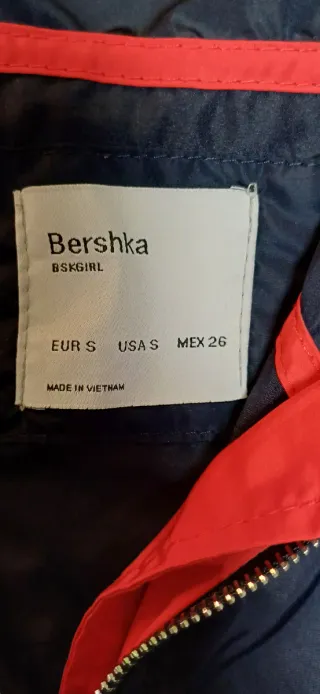 Bershka
BSKGIRL
EUR S USA S MEX 26
MADE IN VIETNAM